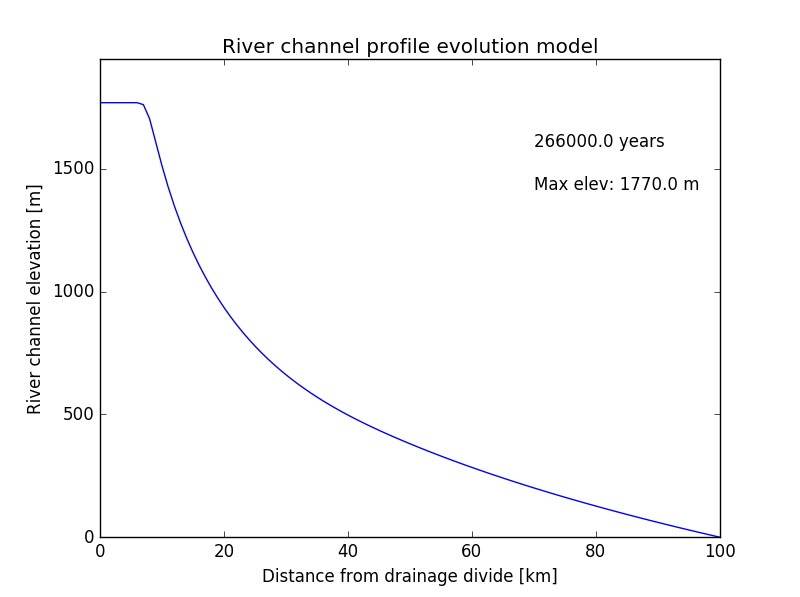 River channel profile evolution model
266000.0 years
Max elev: 1770.0 m
River channel elevation [m]
1500
1000
500
0
0 20 40 60 80 100
Distance from drainage divide [km]